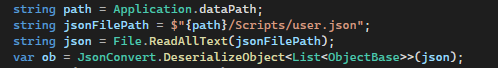 string path = Application.dataPath;
string jsonFilePath = $"{path}/Scripts/user.json";
string json = File.ReadAllText(jsonFilePath);
var ob = JsonConvert.DeserializeObject<List<ObjectBase>>(json);